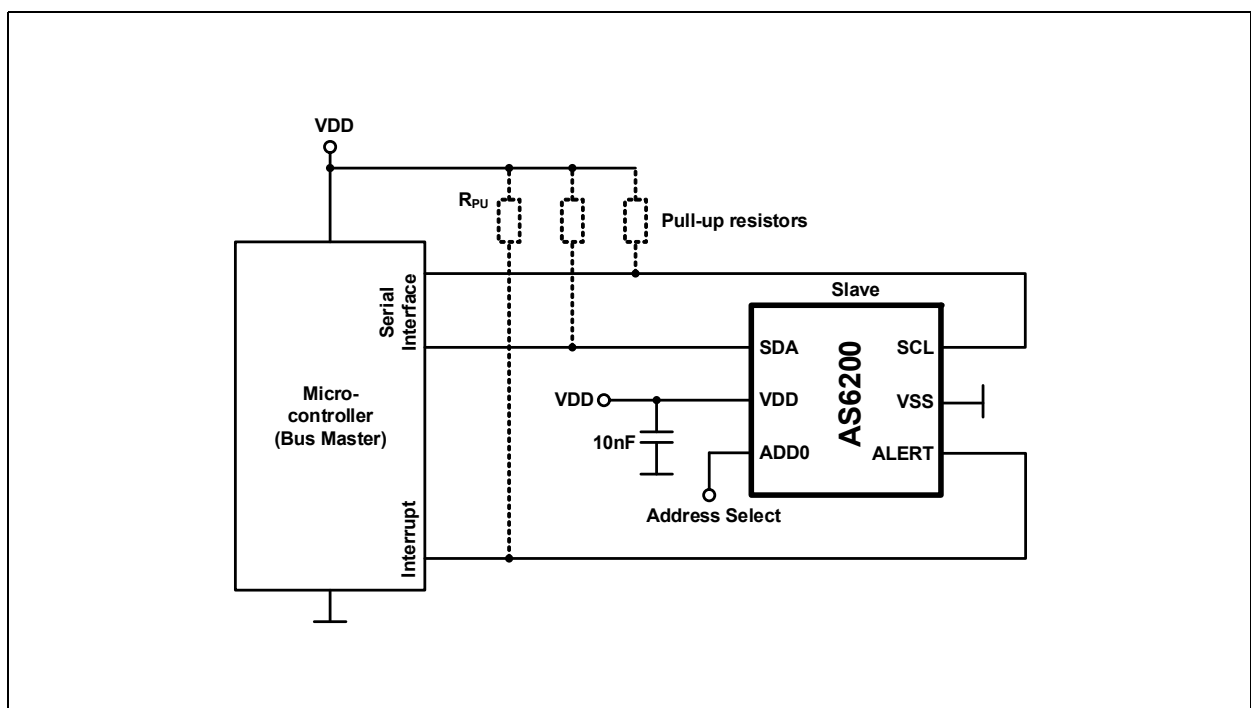 VDD
RPU
Pull-up resistors
Serial
Interface
Slave
SDA
SCL
AS6200
Micro-
controller
(Bus Master)
VDD
VDD
VSS
10nF
ADD0
ALERT
Address Select
Interrupt